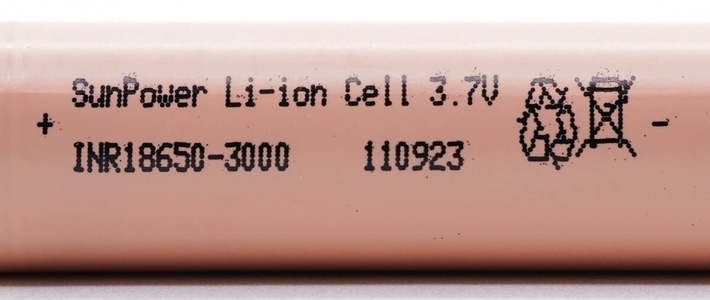 SunPower Li-ion Cell 3.7V
+ -
INR18650-3000 110923